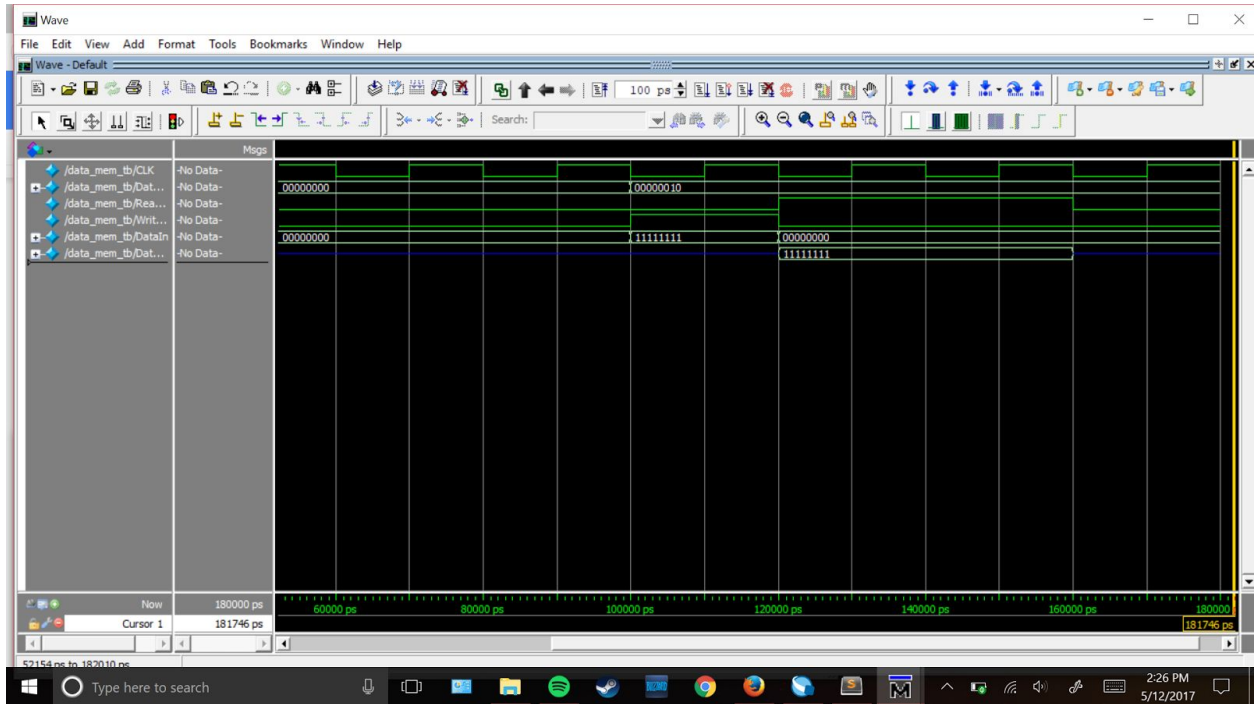 Wave
File Edit View Add Format Tools Bookmarks Window Help
Wave - Default
100 ps
Search:
Msgs
/data_mem_tb/CLK -No Data-
/data_mem_tb/Dat... -No Data- 00000000 00000010
/data_mem_tb/Rea... -No Data-
/data_mem_tb/Writ... -No Data-
/data_mem_tb/DataIn -No Data- 00000000 11111111 00000000
/data_mem_tb/Dat... -No Data- 11111111
Now 180000 ps 60000 ps 80000 ps 100000 ps 120000 ps 140000 ps 160000 ps 180000
Cursor 1 181746 ps 181746 ps
52154 ps to 182010 ps
Type here to search
2:26 PM
5/12/2017